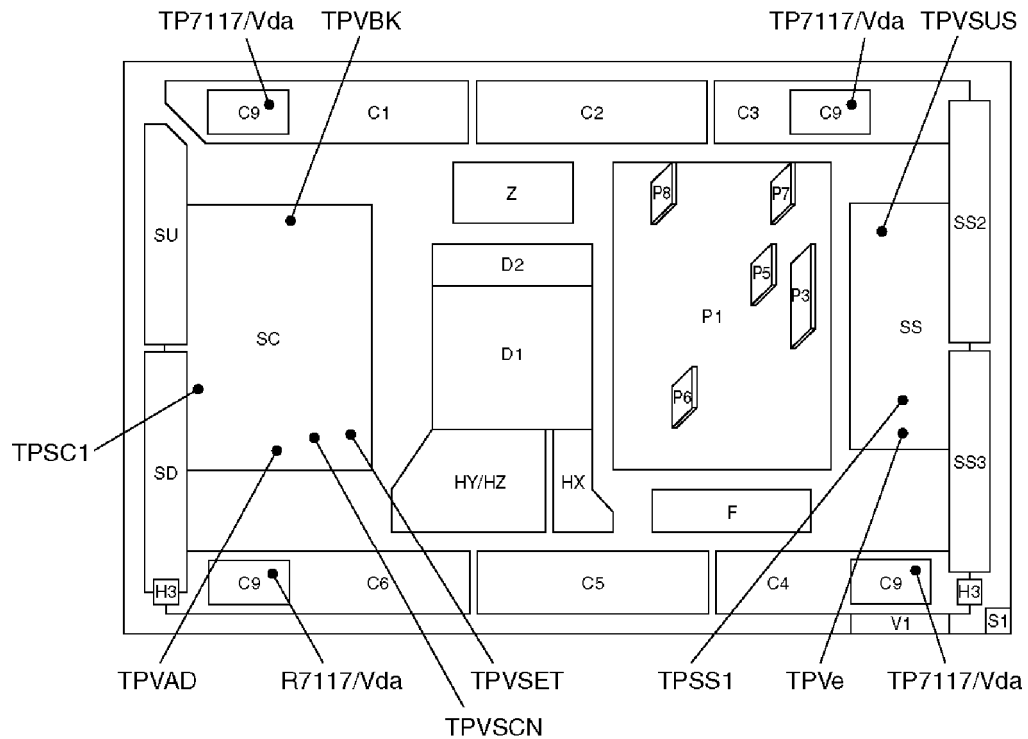 TP7117/Vda TPVBK TP7117/Vda TPVSUS
C9 C1 C2 C3 C9
P8 P7
Z
SU SS2
D2 P5 P3
SC D1 P1 SS
P6
TPSC1
SD HY/HZ HX SS3
F
H3 C9 C6 C5 C4 C9 H3
V1 S1
TPVAD R7117/Vda TPVSET TPSS1 TPVe TP7117/Vda
TPVSCN